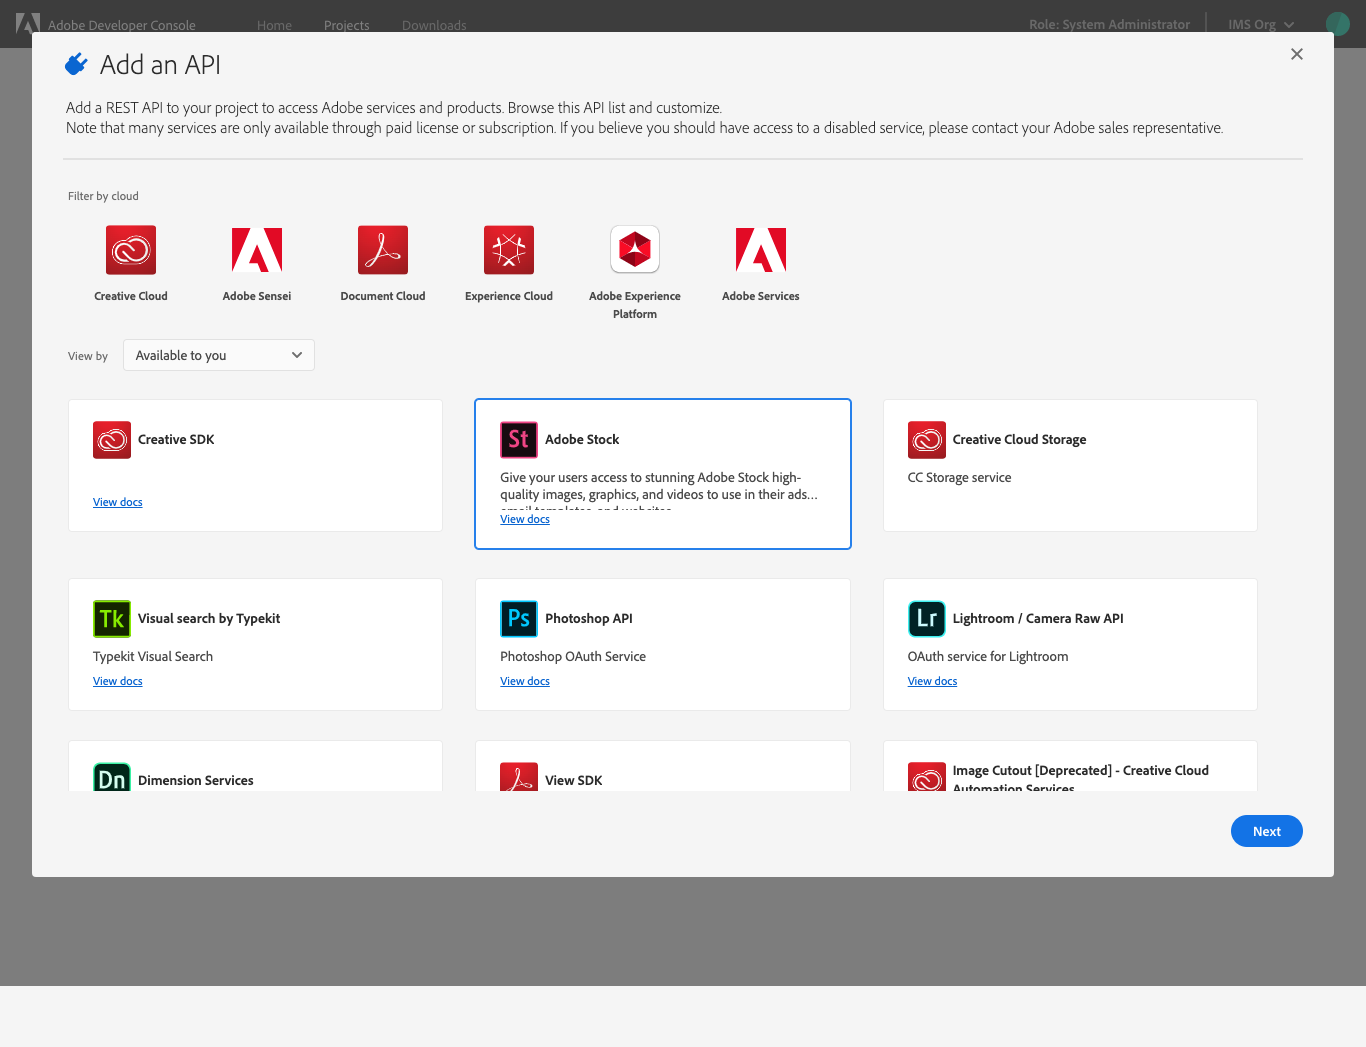 Adobe Developer Console
Home
Projects
Downloads
Role: System Administrator
IMS Org
Add an API
Add a REST API to your project to access Adobe services and products. Browse this API list and customize.
Note that many services are only available through paid license or subscription. If you believe you should have access to a disabled service, please contact your Adobe sales representative.
Filter by cloud
Creative Cloud
Adobe Sensei
Document Cloud
Experience Cloud
Adobe Experience
Platform
Adobe Services
View by
Available to you
Creative SDK
View docs
St
Adobe Stock
Give your users access to stunning Adobe Stock high-
quality images, graphics, and videos to use in their ads...
email templates, and websites
View docs
Creative Cloud Storage
CC Storage service
Tk
Visual search by Typekit
Typekit Visual Search
View docs
Ps
Photoshop API
Photoshop OAuth Service
View docs
Lr
Lightroom / Camera Raw API
OAuth service for Lightroom
View docs
Dn
Dimension Services
View SDK
Image Cutout [Deprecated] - Creative Cloud
Automation Services
Next